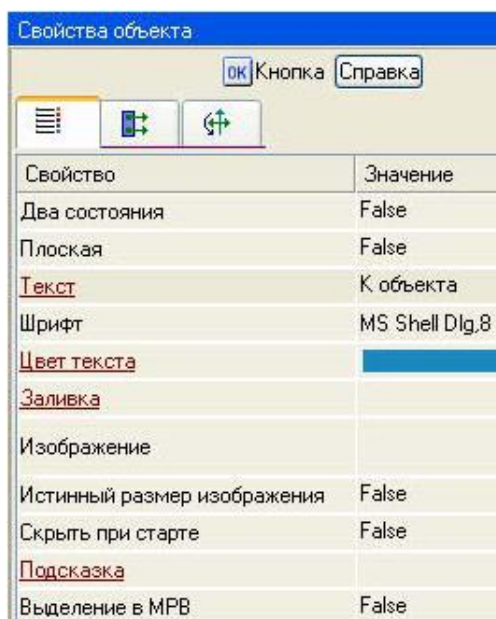 Свойства объекта
ОК Кнопка Справка
Свойство Значение
Два состояния False
Плоская False
Текст К объекта
Шрифт MS Shell Dlg,8
Цвет текста
Заливка
Изображение
Истинный размер изображения False
Скрыть при старте False
Подсказка
Выделение в МРВ False